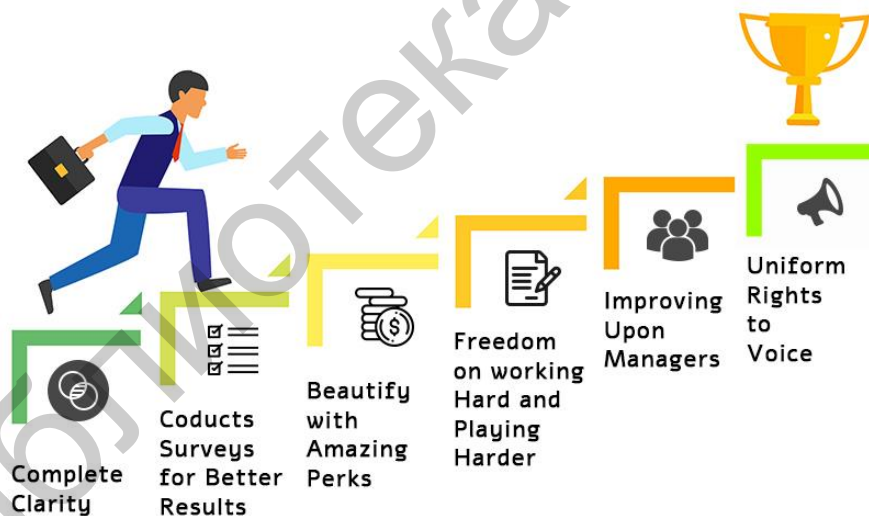 Complete
Clarity
Coducts
Surveys
for Better
Results
Beautify
with
Amazing
Perks
Freedom
on working
Hard and
Playing
Harder
Improving
Upon
Managers
Uniform
Rights
to
Voice